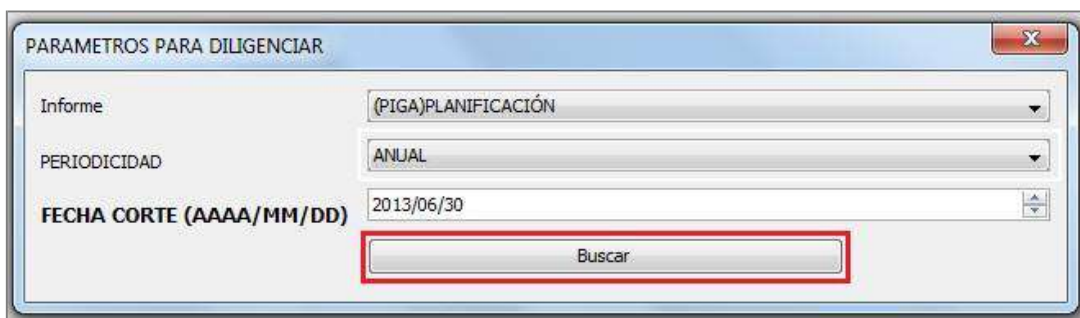 PARAMETROS PARA DILIGENCIAR
Informe (PIGA)PLANIFICACIÓN
PERIODICIDAD ANUAL
FECHA CORTE (AAAA/MM/DD) 2013/06/30
Buscar